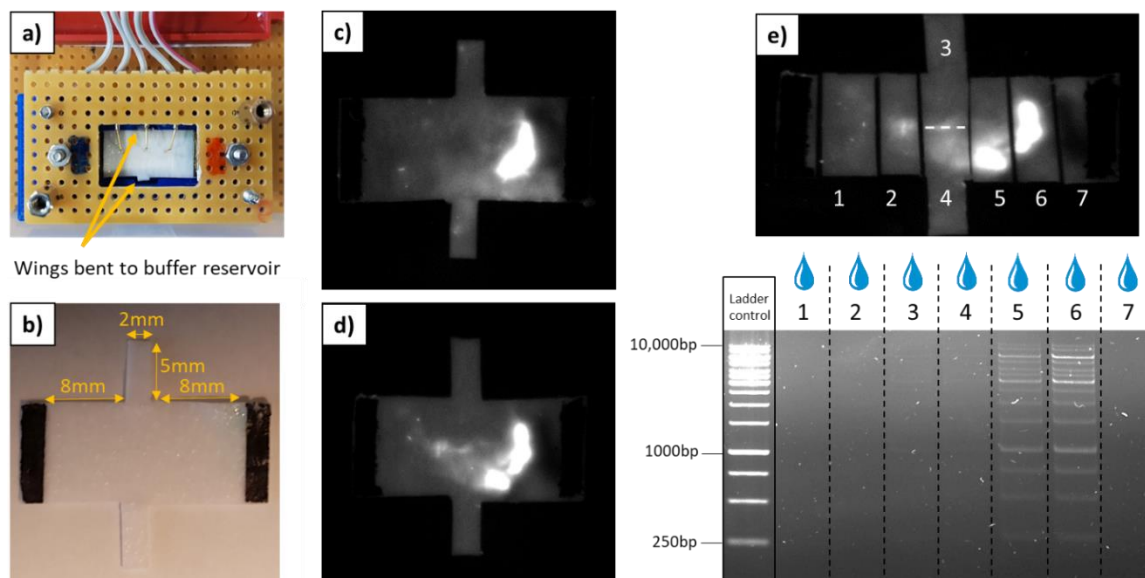 a)
Wings bent to buffer reservoir
b)
2mm
5mm
8mm
8mm
c)
d)
e)
3
1
2
4
5
6
7
Ladder
control
1
2
3
4
5
6
7
10,000bp
1000bp
250bp